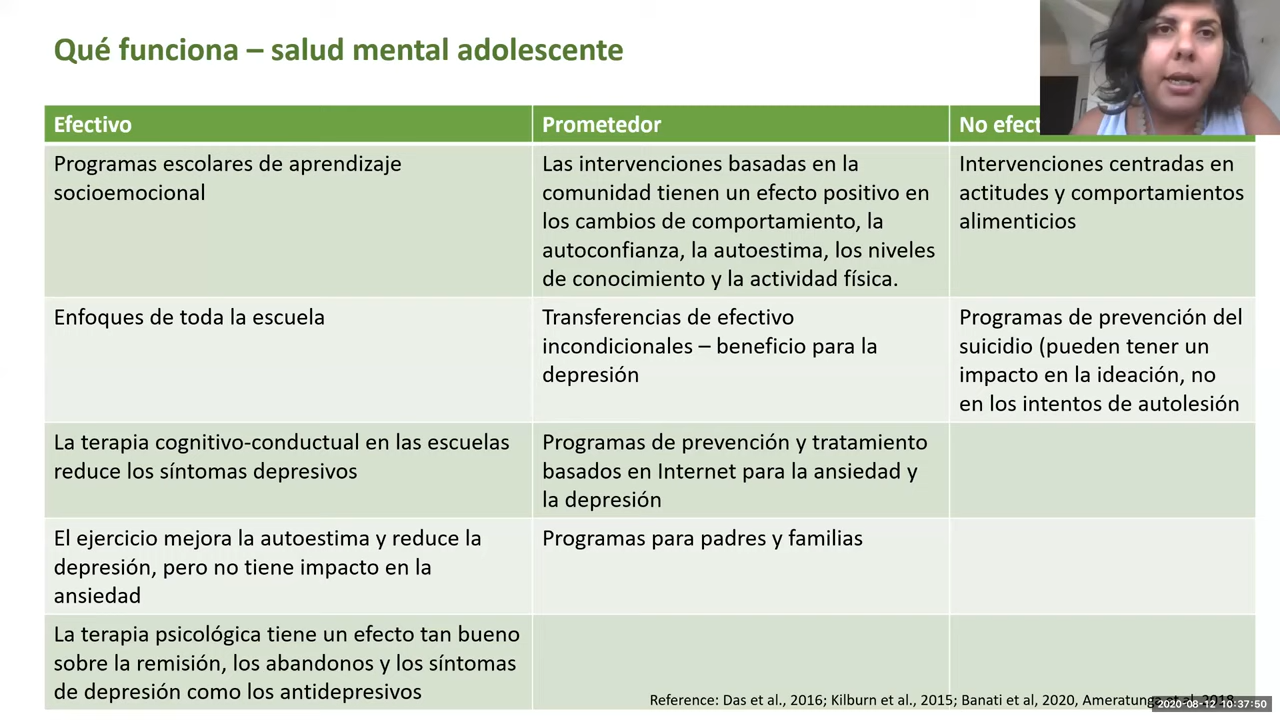 Qué funciona – salud mental adolescente
Efectivo
Prometedor
No
Programas escolares de aprendizaje
socioemocional
Las intervenciones basadas en la
comunidad tienen un efecto positivo en
los cambios de comportamiento, la
autoconfianza, la autoestima, los niveles
de conocimiento y la actividad física.
Intervenciones centradas en
actitudes y comportamientos
alimenticios
Enfoques de toda la escuela
Transferencias de efectivo
incondicionales – beneficio para la
depresión
Programas de prevención del
suicidio (pueden tener un
impacto en la ideación, no
en los intentos de autolesión
La terapia cognitivo-conductual en las escuelas
reduce los síntomas depresivos
Programas de prevención y tratamiento
basados en Internet para la ansiedad y
la depresión
El ejercicio mejora la autoestima y reduce la
depresión, pero no tiene impacto en la
ansiedad
Programas para padres y familias
La terapia psicológica tiene un efecto tan bueno
sobre la remisión, los abandonos y los síntomas
de depresión como los antidepresivos
Reference: Das et al., 2016; Kilburn et al., 2015; Banati et al, 2020, Ameratunga et al, 2018
2020-08-12 10:37:50